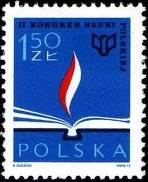 II KONGRES NAUKI
POLSKIEJ
1.50
ZŁ
POLSKA